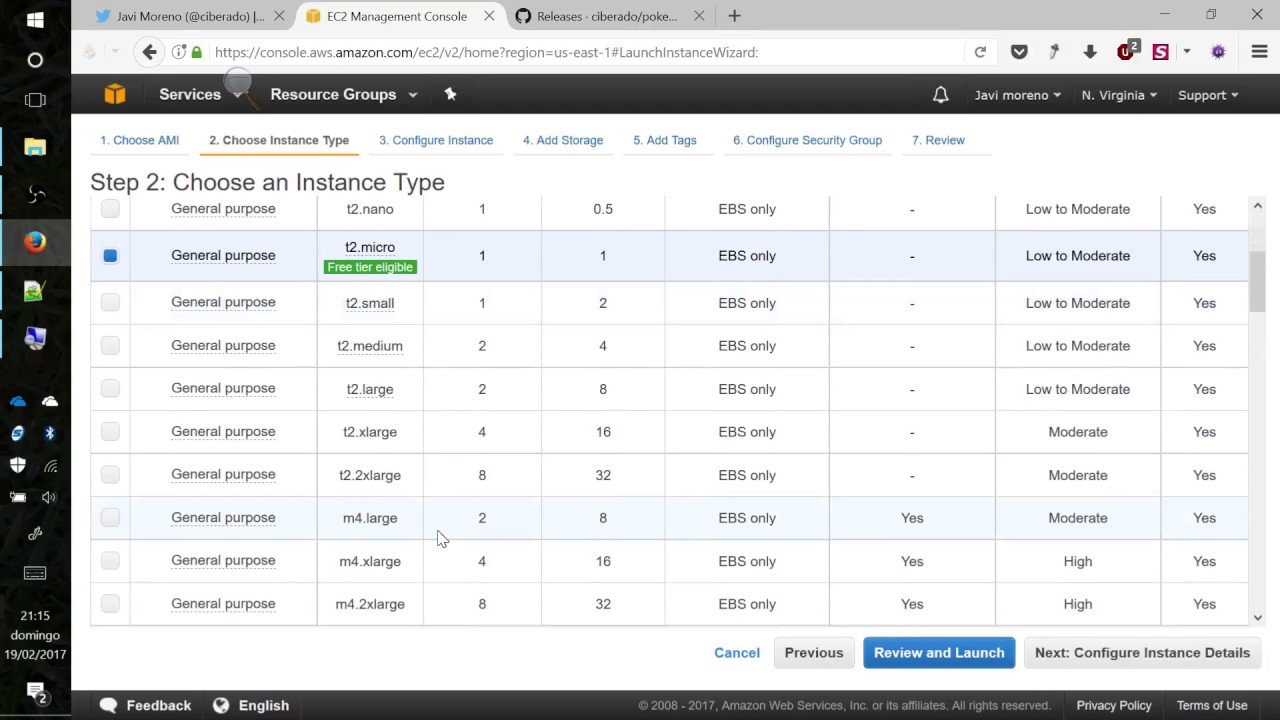 Javi Moreno (@ciberado) |...
EC2 Management Console
Releases · ciberado/poke...
https://console.aws.amazon.com/ec2/v2/home?region=us-east-1#LaunchInstanceWizard:
2
S
Services
Resource Groups
Javi moreno
N. Virginia
Support
1. Choose AMI
2. Choose Instance Type
3. Configure Instance
4. Add Storage
5. Add Tags
6. Configure Security Group
7. Review
Step 2: Choose an Instance Type
General purpose t2.nano 1 0.5 EBS only - Low to Moderate Yes
General purpose t2.micro 1 1 EBS only - Low to Moderate Yes
Free tier eligible
General purpose t2.small 1 2 EBS only - Low to Moderate Yes
General purpose t2.medium 2 4 EBS only - Low to Moderate Yes
General purpose t2.large 2 8 EBS only - Low to Moderate Yes
General purpose t2.xlarge 4 16 EBS only - Moderate Yes
General purpose t2.2xlarge 8 32 EBS only - Moderate Yes
General purpose m4.large 2 8 EBS only Yes Moderate Yes
General purpose m4.xlarge 4 16 EBS only Yes High Yes
General purpose m4.2xlarge 8 32 EBS only Yes High Yes
Cancel
Previous
Review and Launch
Next: Configure Instance Details
21:15
domingo
19/02/2017
2
Feedback
English
© 2008 - 2017, Amazon Web Services, Inc. or its affiliates. All rights reserved.
Privacy Policy
Terms of Use